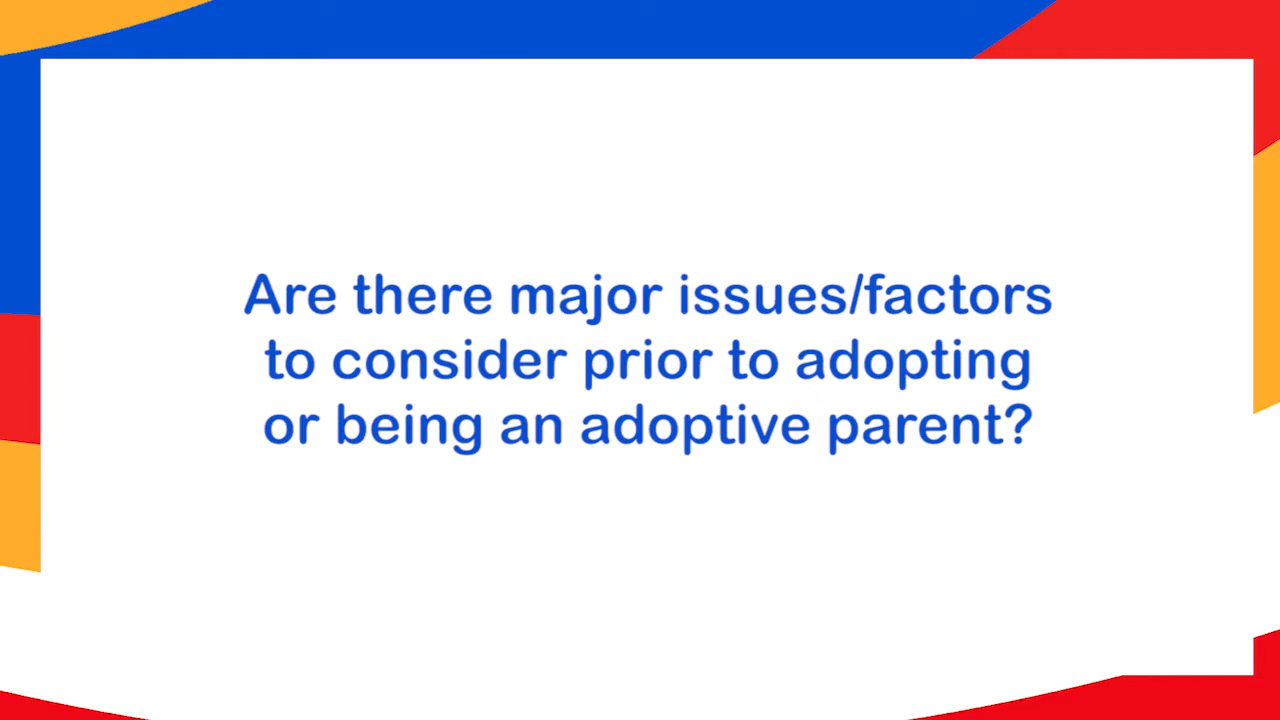 Are there major issues/factors
to consider prior to adopting
or being an adoptive parent?